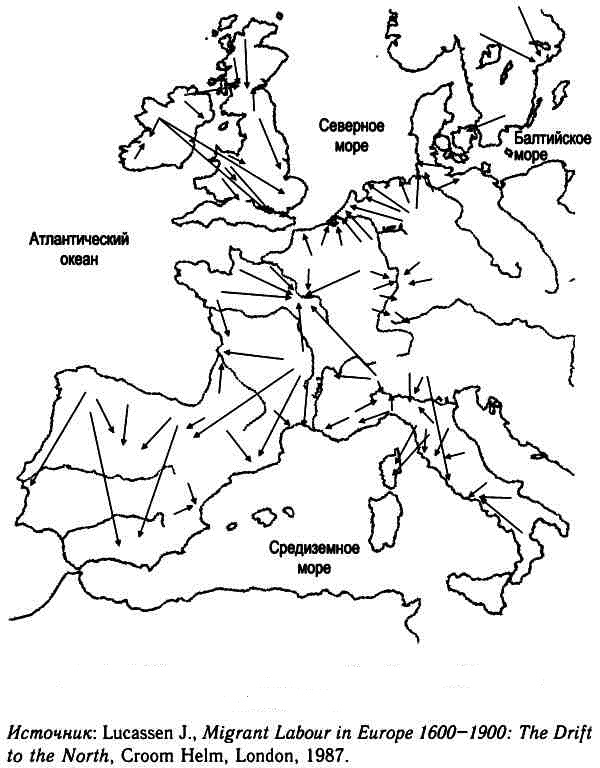 Северное
море
Балтийское
море
Атлантический
океан
Средиземное
море
Источник: Lucassen J., Migrant Labour in Europe 1600–1900: The Drift
to the North, Croom Helm, London, 1987.